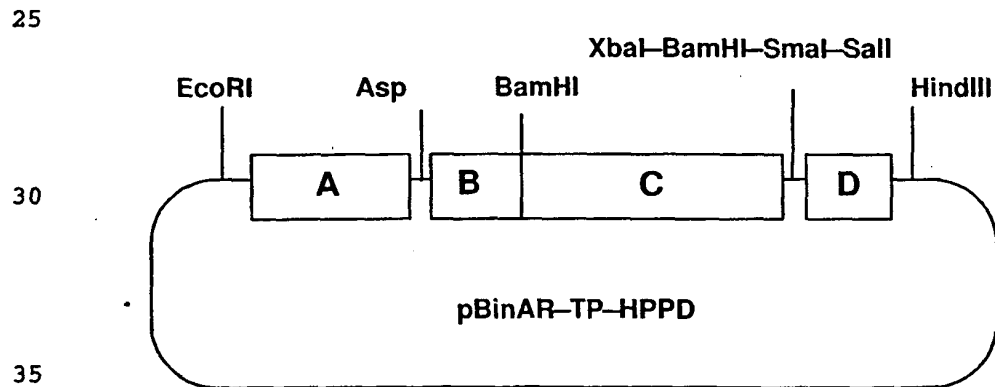 25
XbaI–BamHI–SmaI–SalI
EcoRI Asp BamHI HindIII
A B C D
30
pBinAR–TP–HPPD
35